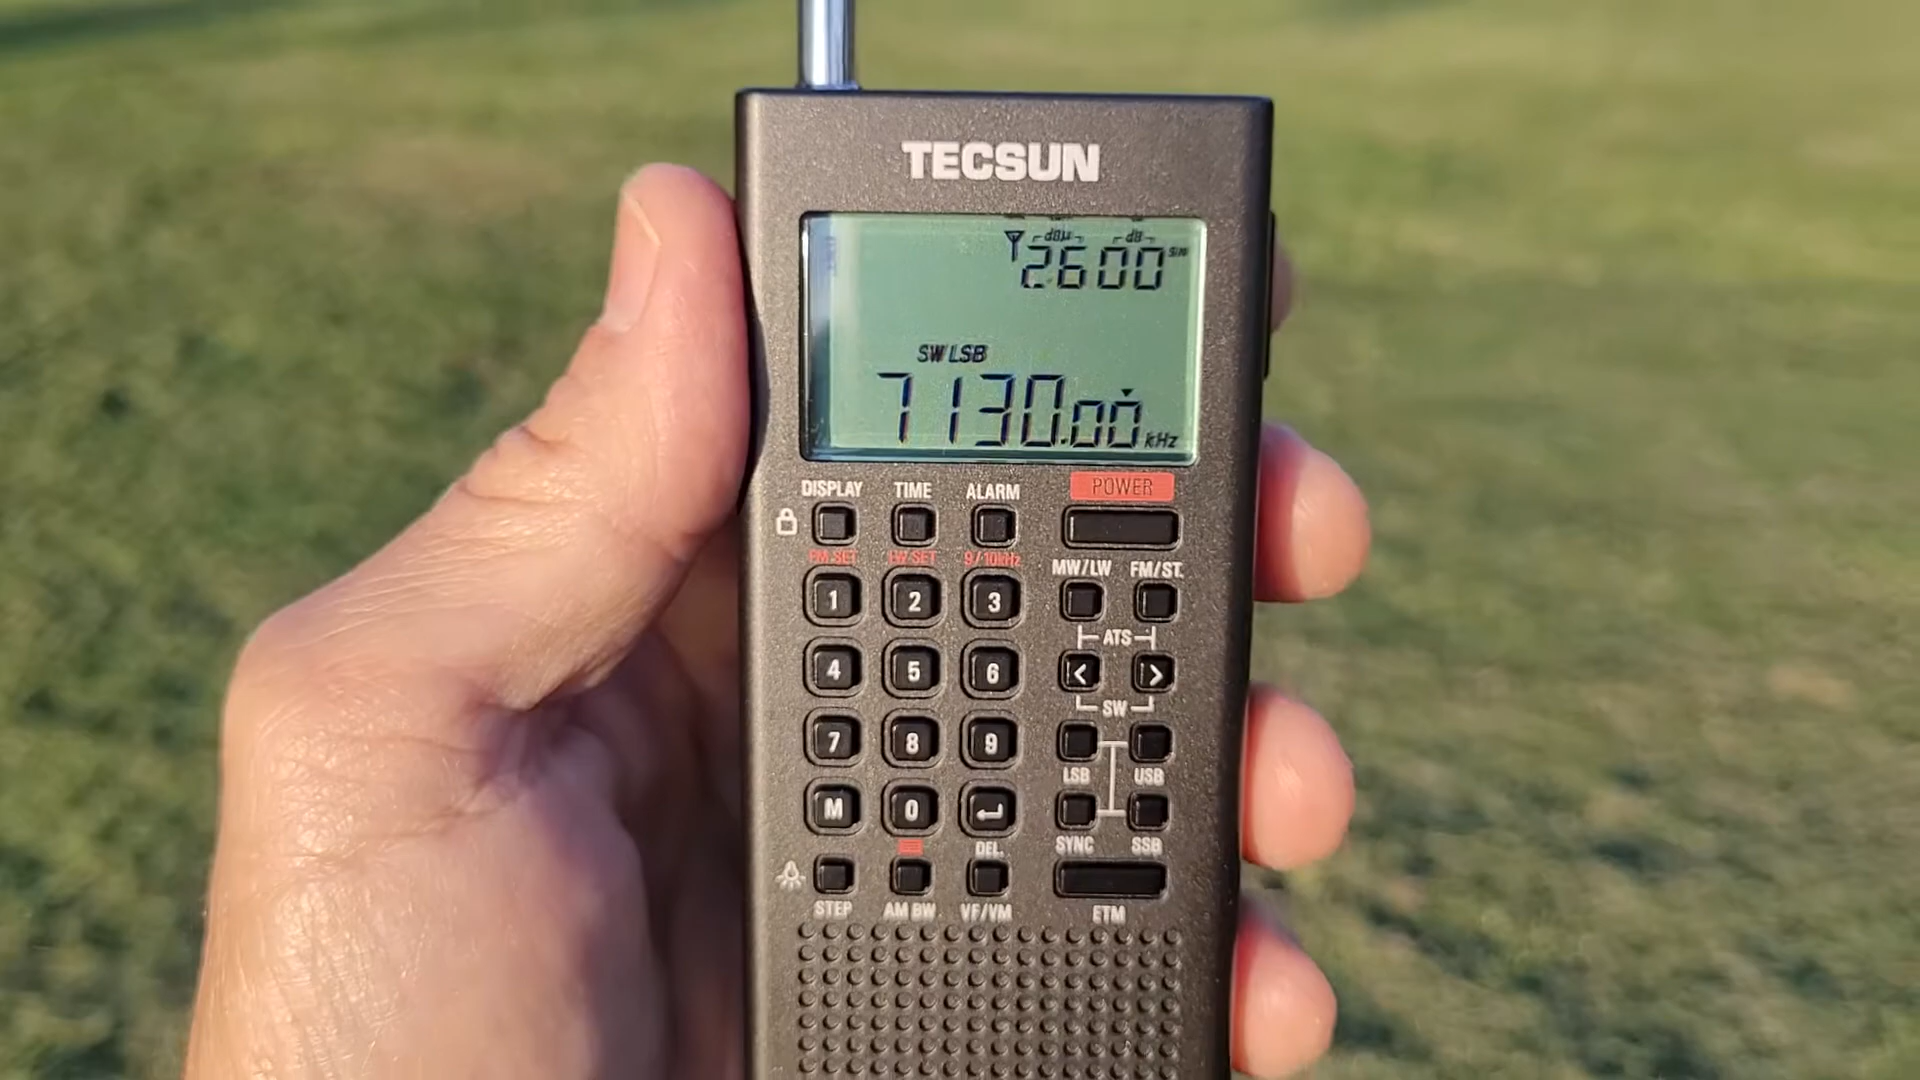 TECSUN
dBµ dB
2600 S/N
SW LSB
7130.00 kHz
DISPLAY TIME ALARM POWER
FM SET LW SET 9/10kHz
MW/LW FM/ST.
1 2 3
ATS
4 5 6 < >
SW
7 8 9
LSB USB
M 0
DEL. SYNC SSB
STEP AM BW VF/VM ETM